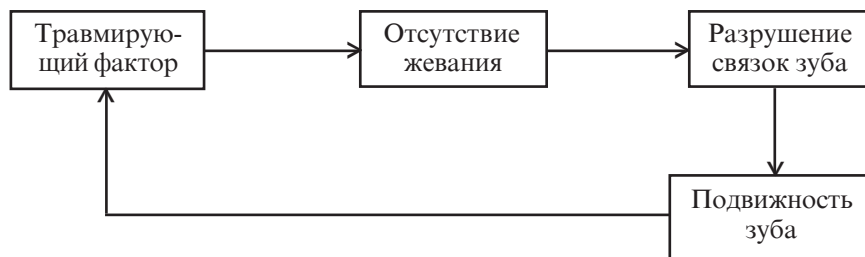 Травмирую-
щий фактор
Отсутствие
жевания
Разрушение
связок зуба
Подвижность
зуба